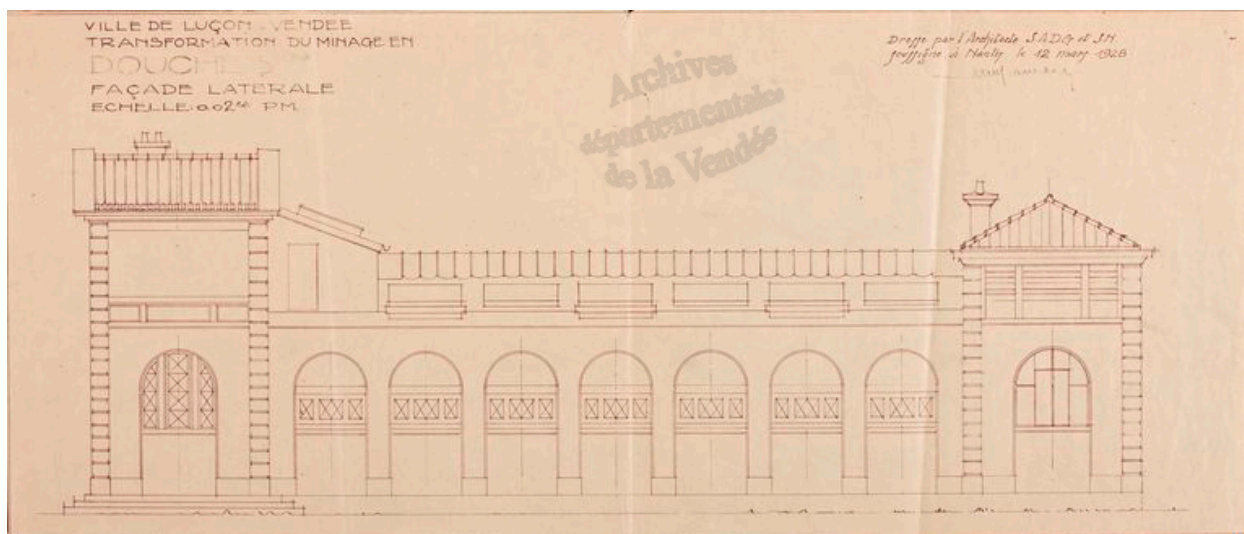 VILLE DE LUÇON - VENDEE
TRANSFORMATION DU MINAGE EN
DOUCHES
FAÇADE LATERALE
ECHELLE: 0.02 P.M.
Dressé par l'Architecte S.A.D.G. et S.N.
soussigné à Nantes le 12 mars 1928
Archives
départementales
de la Vendée